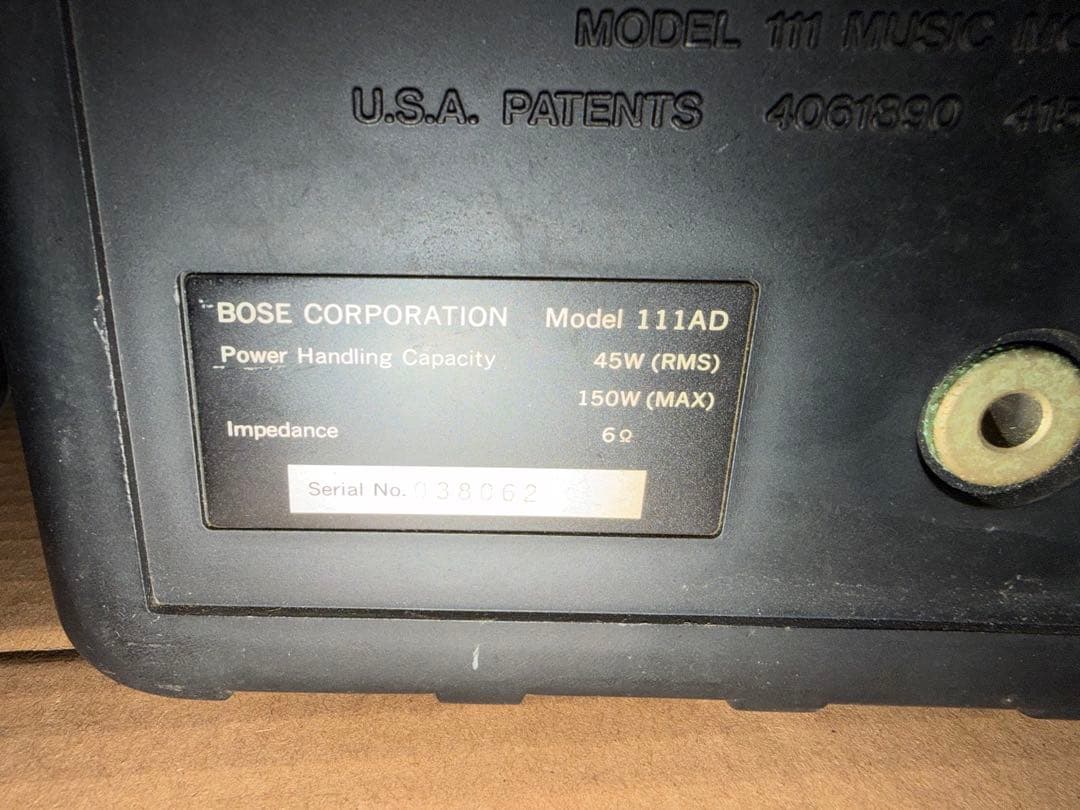 MODEL 111 MUSIC
U.S.A. PATENTS 4061890
BOSE CORPORATION Model 111AD
Power Handling Capacity 45W (RMS)
150W (MAX)
Impedance 6Ω
Serial No. 038062